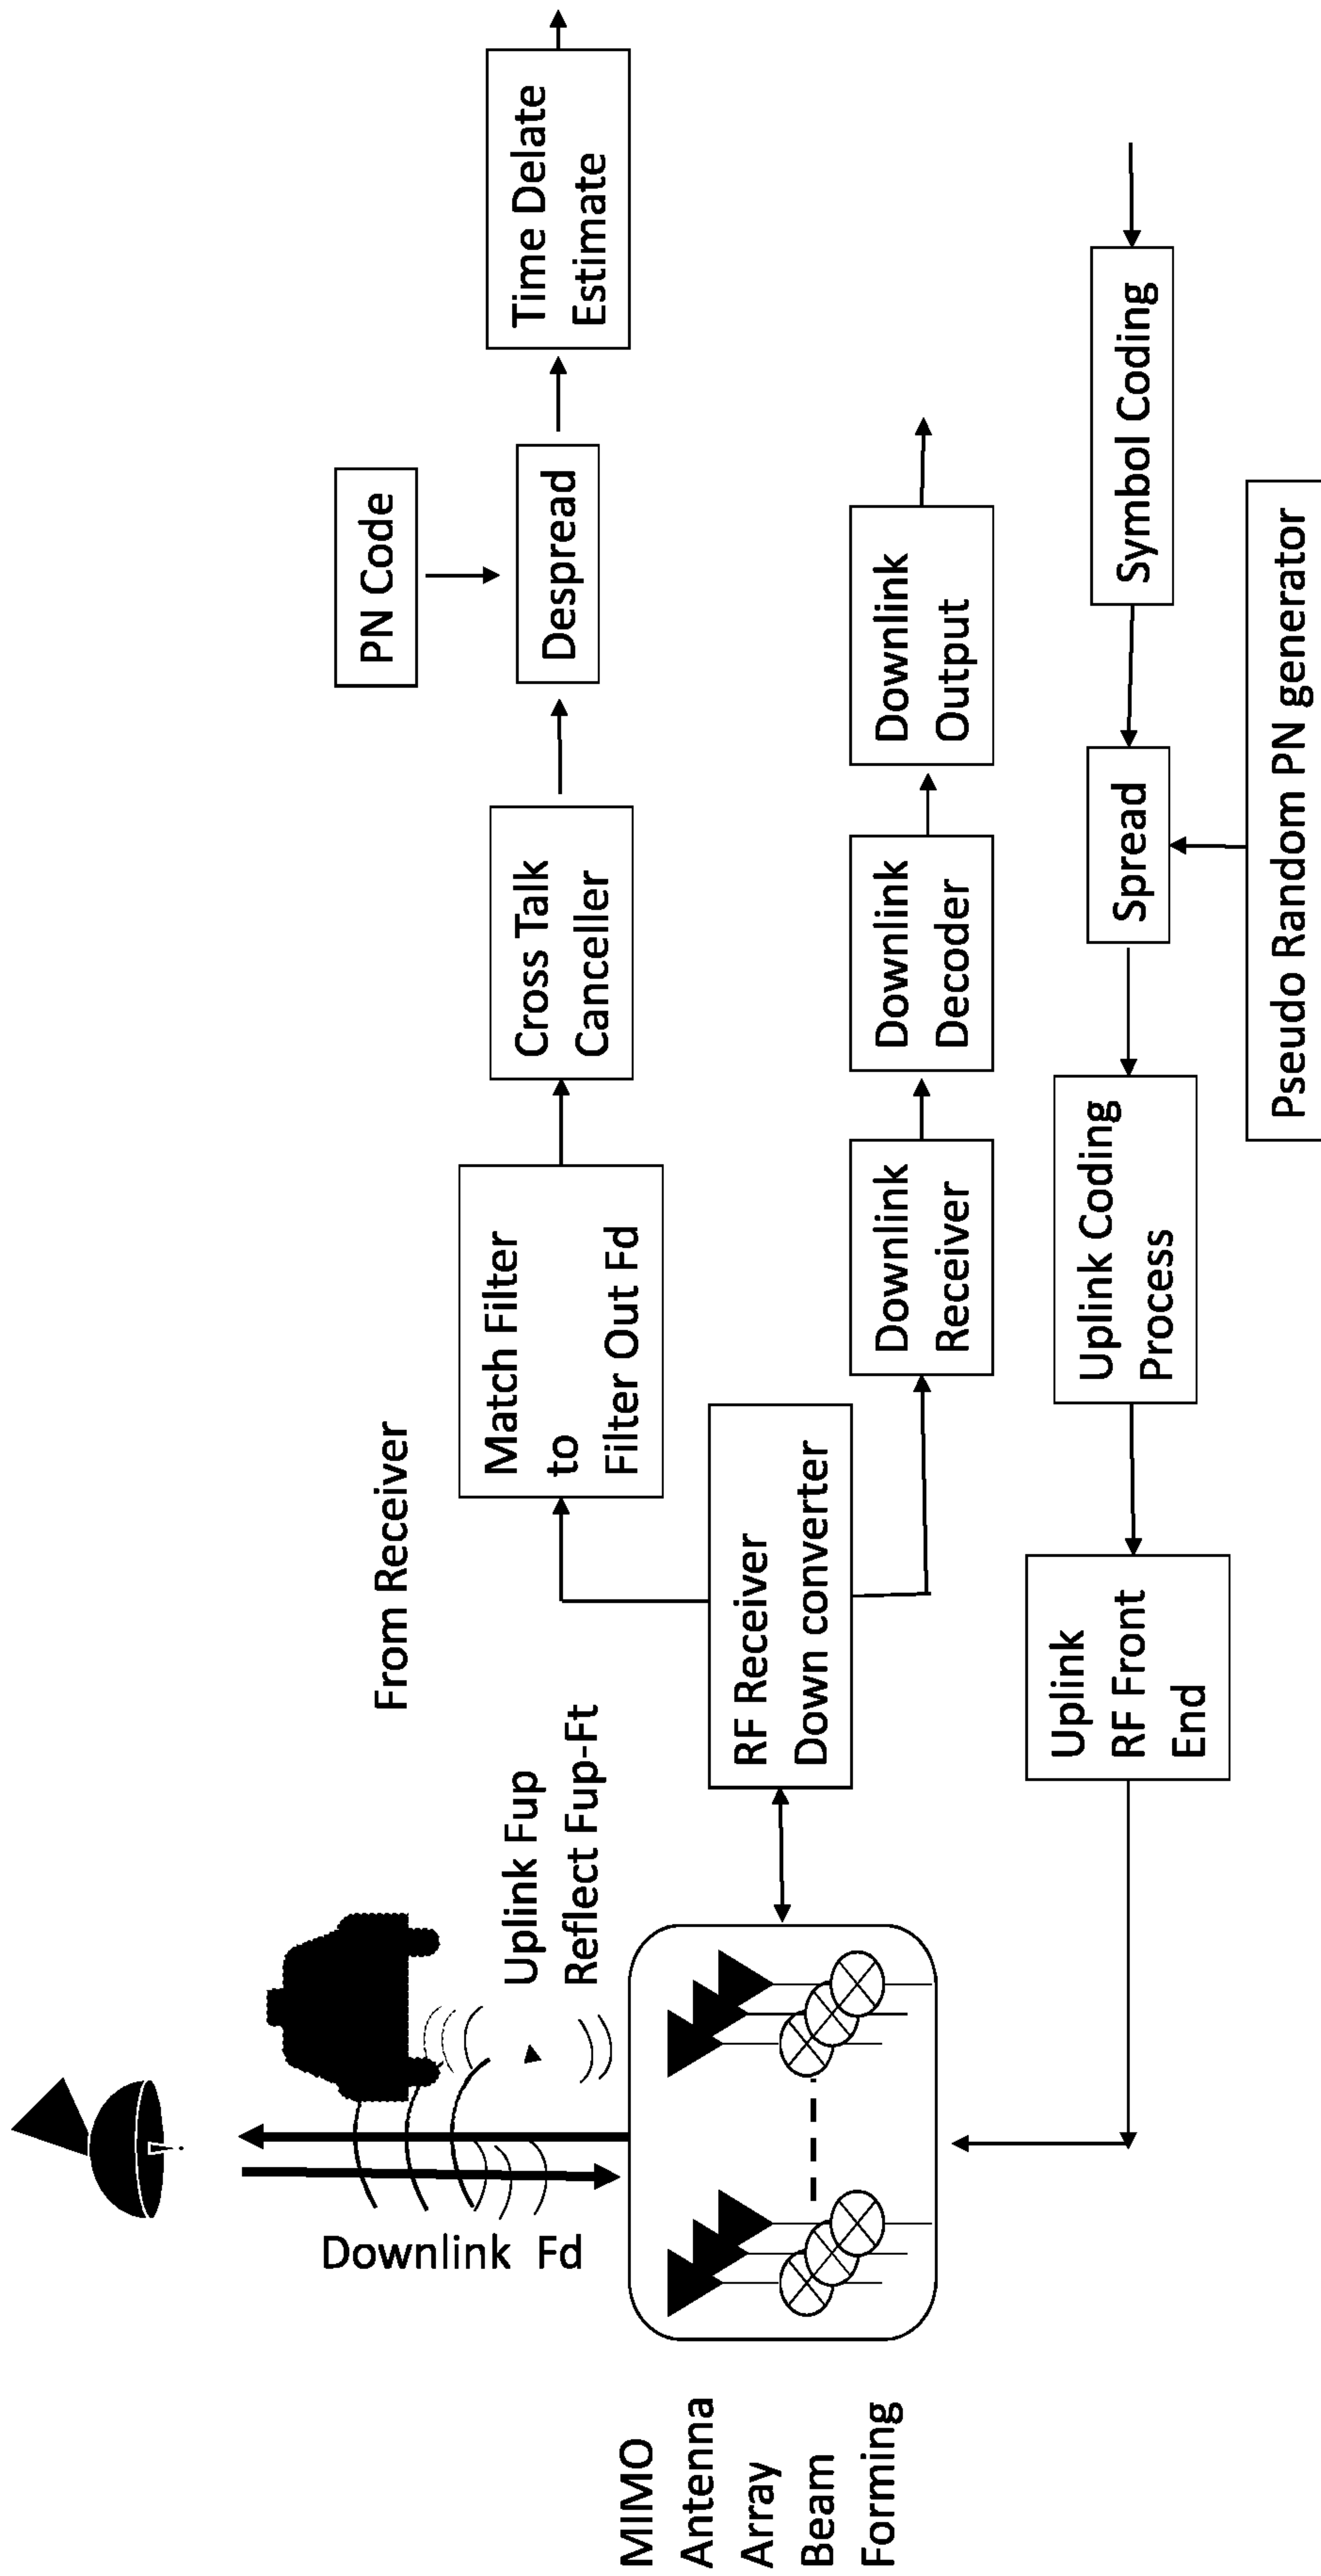 Downlink Fd
MIMO
Antenna
Array
Beam
Forming
Uplink Fup
Reflect Fup-Ft
From Receiver
Match Filter
to
Filter Out Fd
Cross Talk
Canceller
PN Code
Despread
Time Delate
Estimate
RF Receiver
Down converter
Downlink
Receiver
Downlink
Decoder
Downlink
Output
Uplink
RF Front
End
Uplink Coding
Process
Spread
Symbol Coding
Pseudo Random PN generator